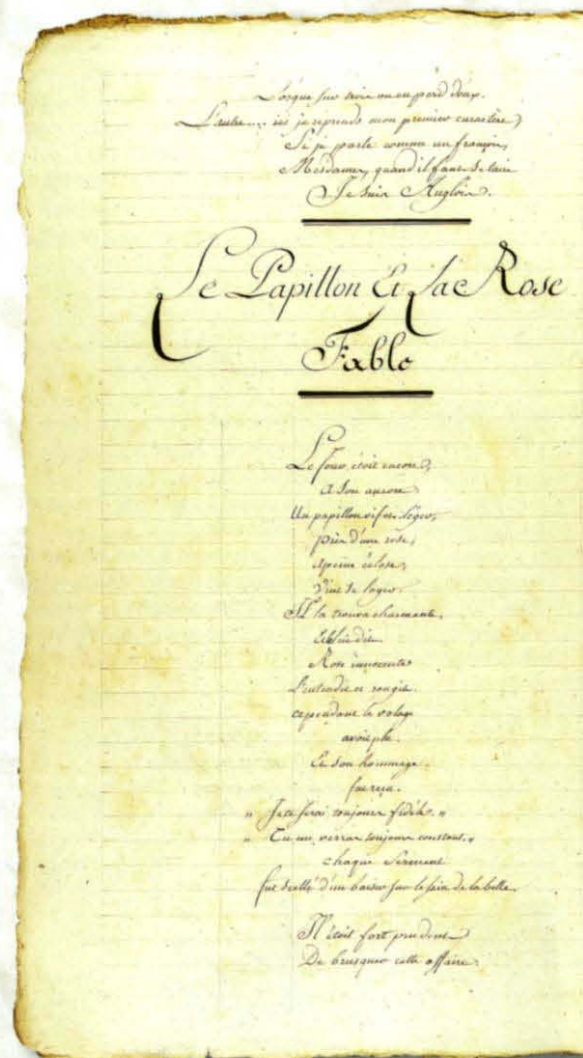 Lorsque sur trois on en perd deux.
L'autre... ici je reprends mon premier caractère,
Si je parle comme un françois,
Mesdames, quand il faut se taire
Je suis Anglois.
Le Papillon Et La Rose
Fable
Le jour étoit encore,
A son aurore
Un papillon vif et léger,
près d'une rose,
apeine éclose,
Vint se loger.
Il la trouva charmante,
Et lui dit.
Rose innocente
L'entendit et rougit.
cependant le volage
avoit plu.
Et son hommage
fut reçu.
" Je te serai toujours fidèle. "
" Tu me verras toujours constant. "
chaque Serment
fut scellé d'un baiser sur le sein de la belle.
Il étoit fort prudent
De brusquer cette affaire